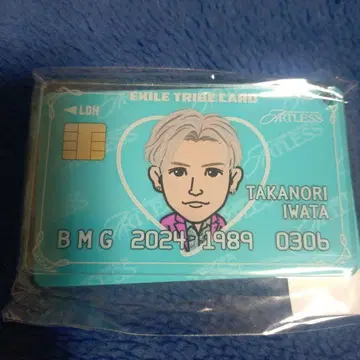 EXILE TRIBE CARD
◀LDH
ARTLESS
TAKANORI
IWATA
BMG 2024 1989 0306